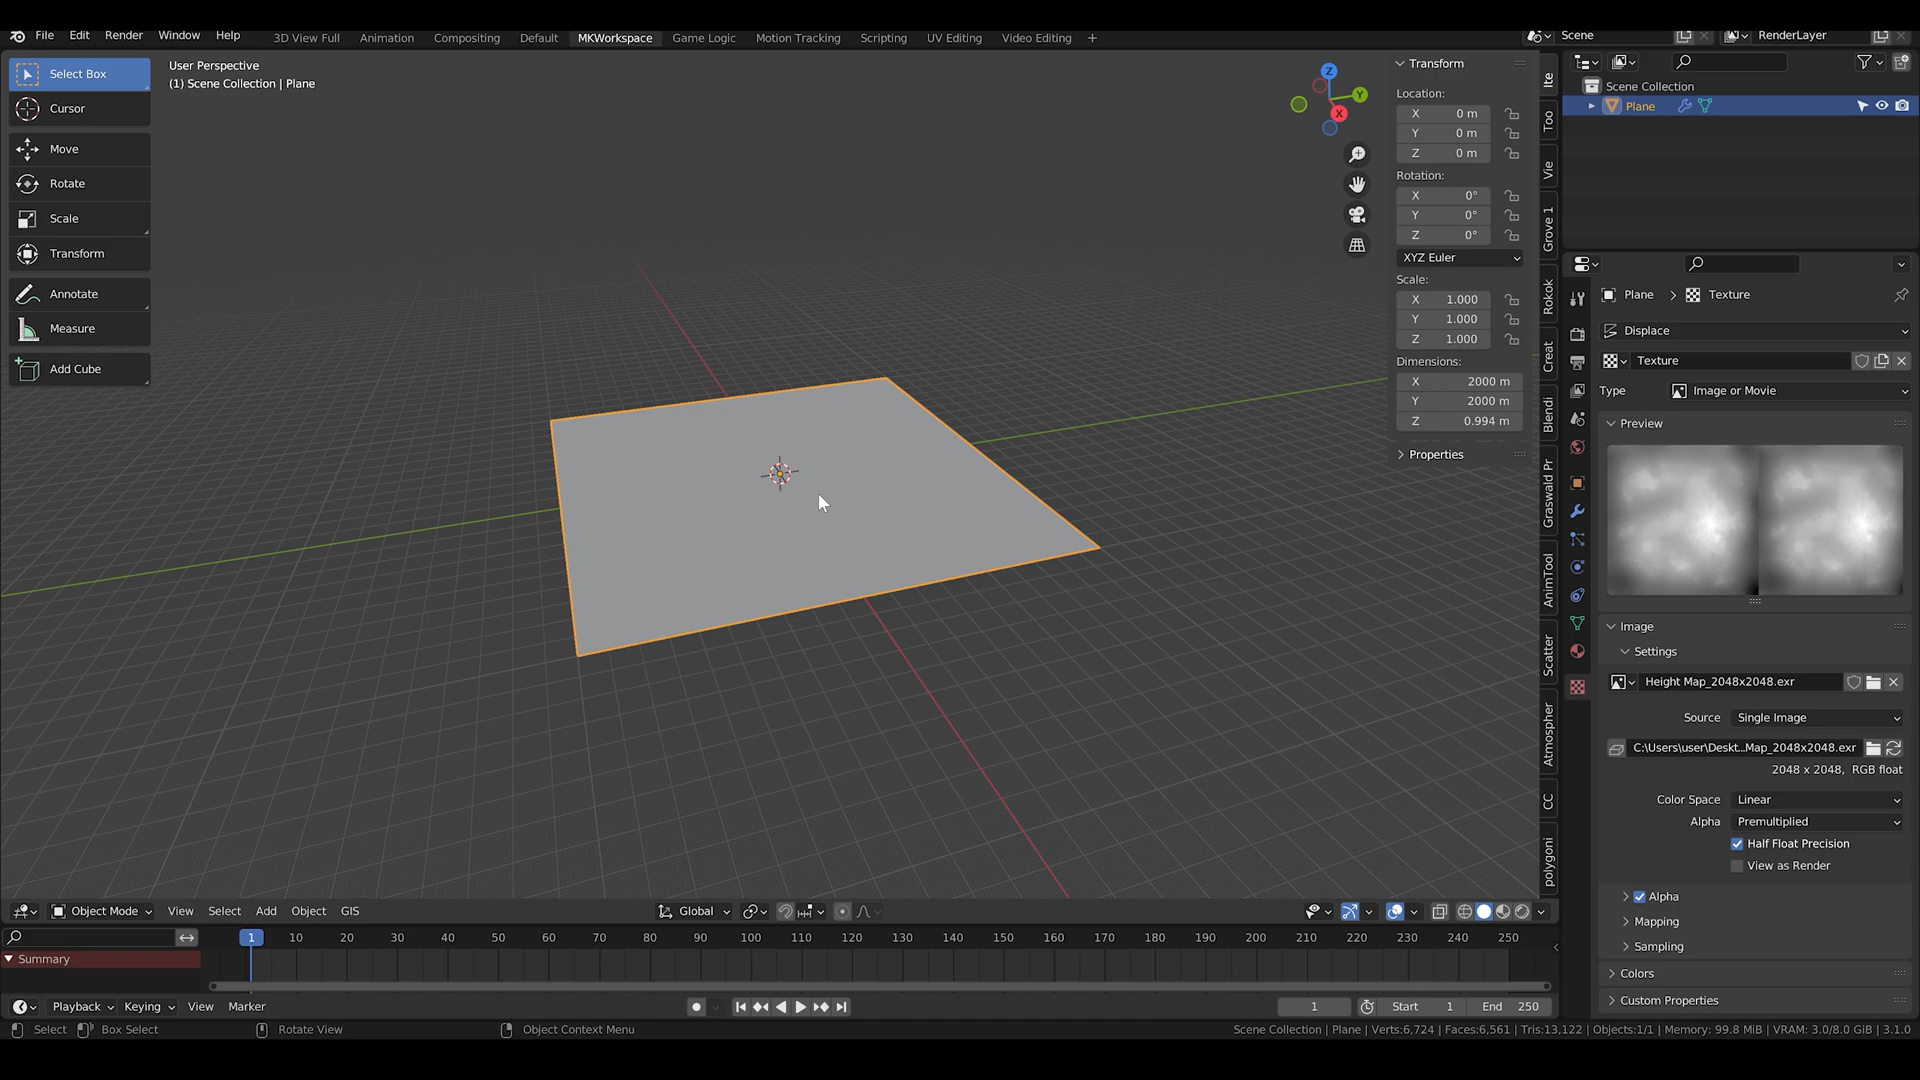 File Edit Render Window Help 3D View Full Animation Compositing Default MKWorkspace Game Logic Motion Tracking Scripting UV Editing Video Editing + Scene RenderLayer
Select Box
Cursor
Move
Rotate
Scale
Transform
Annotate
Measure
Add Cube
User Perspective
(1) Scene Collection | Plane
Z
Y
X
Transform
Location:
X 0 m
Y 0 m
Z 0 m
Rotation:
X 0°
Y 0°
Z 0°
XYZ Euler
Scale:
X 1.000
Y 1.000
Z 1.000
Dimensions:
X 2000 m
Y 2000 m
Z 0.994 m
Properties
Ite
Too
Vie
Grove 1
Rokok
Creat
Blendi
Graswald Pr
AnimTool
Scatter
Atmospher
CC
polygoni
Scene Collection
Plane
Plane Texture
Displace
Texture
Type Image or Movie
Preview
Image
Settings
Height Map_2048x2048.exr
Source Single Image
C:\Users\user\Deskt...Map_2048x2048.exr
2048 x 2048, RGB float
Color Space Linear
Alpha Premultiplied
Half Float Precision
View as Render
Alpha
Mapping
Sampling
Colors
Custom Properties
Object Mode View Select Add Object GIS Global
1 10 20 30 40 50 60 70 80 90 100 110 120 130 140 150 160 170 180 190 200 210 220 230 240 250
Summary
Playback Keying View Marker 1 Start 1 End 250
Select Box Select Rotate View Object Context Menu Scene Collection | Plane | Verts:6,724 | Faces:6,561 | Tris:13,122 | Objects:1/1 | Memory: 99.8 MiB | VRAM: 3.0/8.0 GiB | 3.1.0